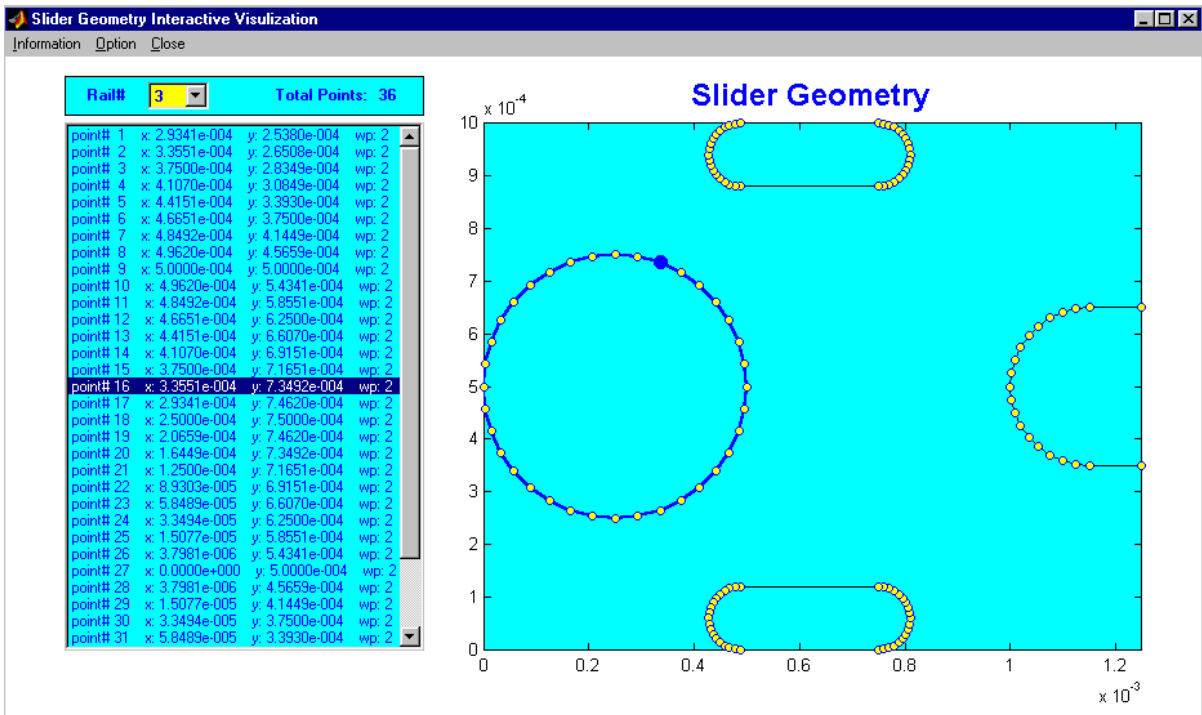 Slider Geometry Interactive Visulization
Information Option Close
Rail# 3 Total Points: 36
point# 1 x: 2.9341e-004 y: 2.5380e-004 wp: 2
point# 2 x: 3.3551e-004 y: 2.6508e-004 wp: 2
point# 3 x: 3.7500e-004 y: 2.8349e-004 wp: 2
point# 4 x: 4.1070e-004 y: 3.0849e-004 wp: 2
point# 5 x: 4.4151e-004 y: 3.3930e-004 wp: 2
point# 6 x: 4.6651e-004 y: 3.7500e-004 wp: 2
point# 7 x: 4.8492e-004 y: 4.1449e-004 wp: 2
point# 8 x: 4.9620e-004 y: 4.5659e-004 wp: 2
point# 9 x: 5.0000e-004 y: 5.0000e-004 wp: 2
point# 10 x: 4.9620e-004 y: 5.4341e-004 wp: 2
point# 11 x: 4.8492e-004 y: 5.8551e-004 wp: 2
point# 12 x: 4.6651e-004 y: 6.2500e-004 wp: 2
point# 13 x: 4.4151e-004 y: 6.6070e-004 wp: 2
point# 14 x: 4.1070e-004 y: 6.9151e-004 wp: 2
point# 15 x: 3.7500e-004 y: 7.1651e-004 wp: 2
point# 16 x: 3.3551e-004 y: 7.3492e-004 wp: 2
point# 17 x: 2.9341e-004 y: 7.4620e-004 wp: 2
point# 18 x: 2.5000e-004 y: 7.5000e-004 wp: 2
point# 19 x: 2.0659e-004 y: 7.4620e-004 wp: 2
point# 20 x: 1.6449e-004 y: 7.3492e-004 wp: 2
point# 21 x: 1.2500e-004 y: 7.1651e-004 wp: 2
point# 22 x: 8.9303e-005 y: 6.9151e-004 wp: 2
point# 23 x: 5.8489e-005 y: 6.6070e-004 wp: 2
point# 24 x: 3.3494e-005 y: 6.2500e-004 wp: 2
point# 25 x: 1.5077e-005 y: 5.8551e-004 wp: 2
point# 26 x: 3.7981e-006 y: 5.4341e-004 wp: 2
point# 27 x: 0.0000e+000 y: 5.0000e-004 wp: 2
point# 28 x: 3.7981e-006 y: 4.5659e-004 wp: 2
point# 29 x: 1.5077e-005 y: 4.1449e-004 wp: 2
point# 30 x: 3.3494e-005 y: 3.7500e-004 wp: 2
point# 31 x: 5.8489e-005 y: 3.3930e-004 wp: 2
Slider Geometry
x 10-4
10
9
8
7
6
5
4
3
2
1
0
0 0.2 0.4 0.6 0.8 1 1.2
x 10-3